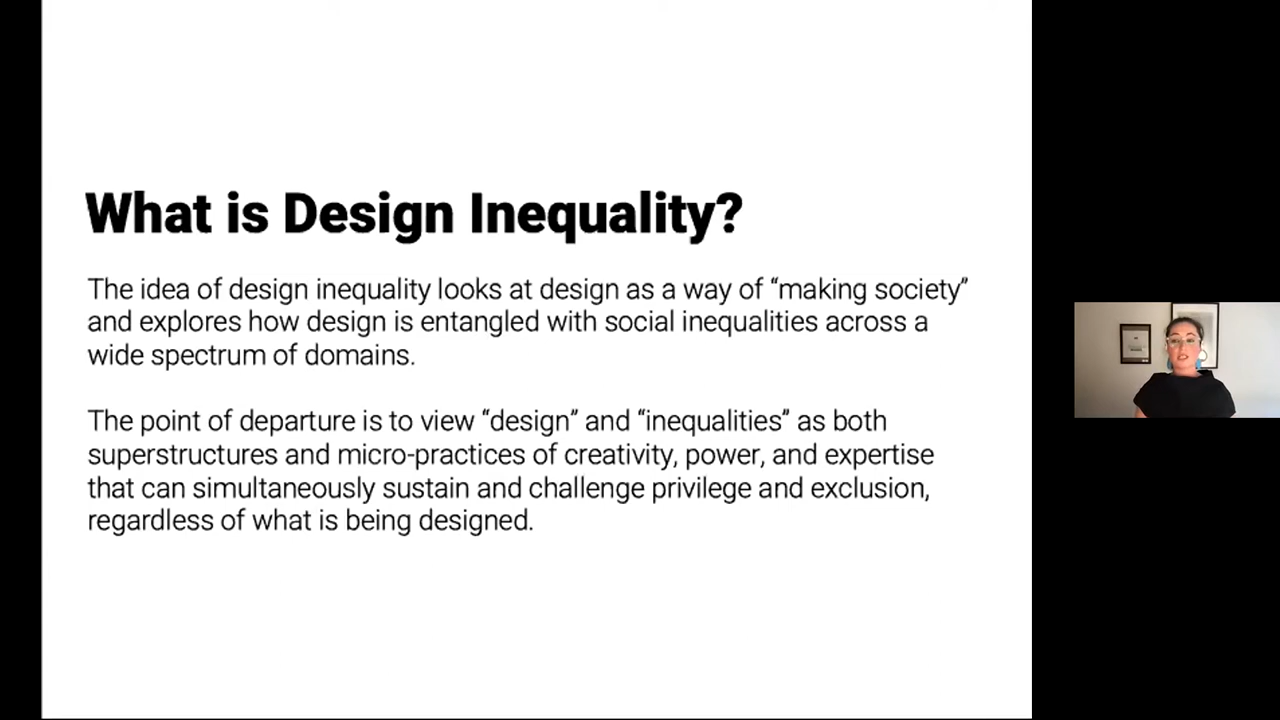 What is Design Inequality?
The idea of design inequality looks at design as a way of “making society”
and explores how design is entangled with social inequalities across a
wide spectrum of domains.
The point of departure is to view “design” and “inequalities” as both
superstructures and micro-practices of creativity, power, and expertise
that can simultaneously sustain and challenge privilege and exclusion,
regardless of what is being designed.